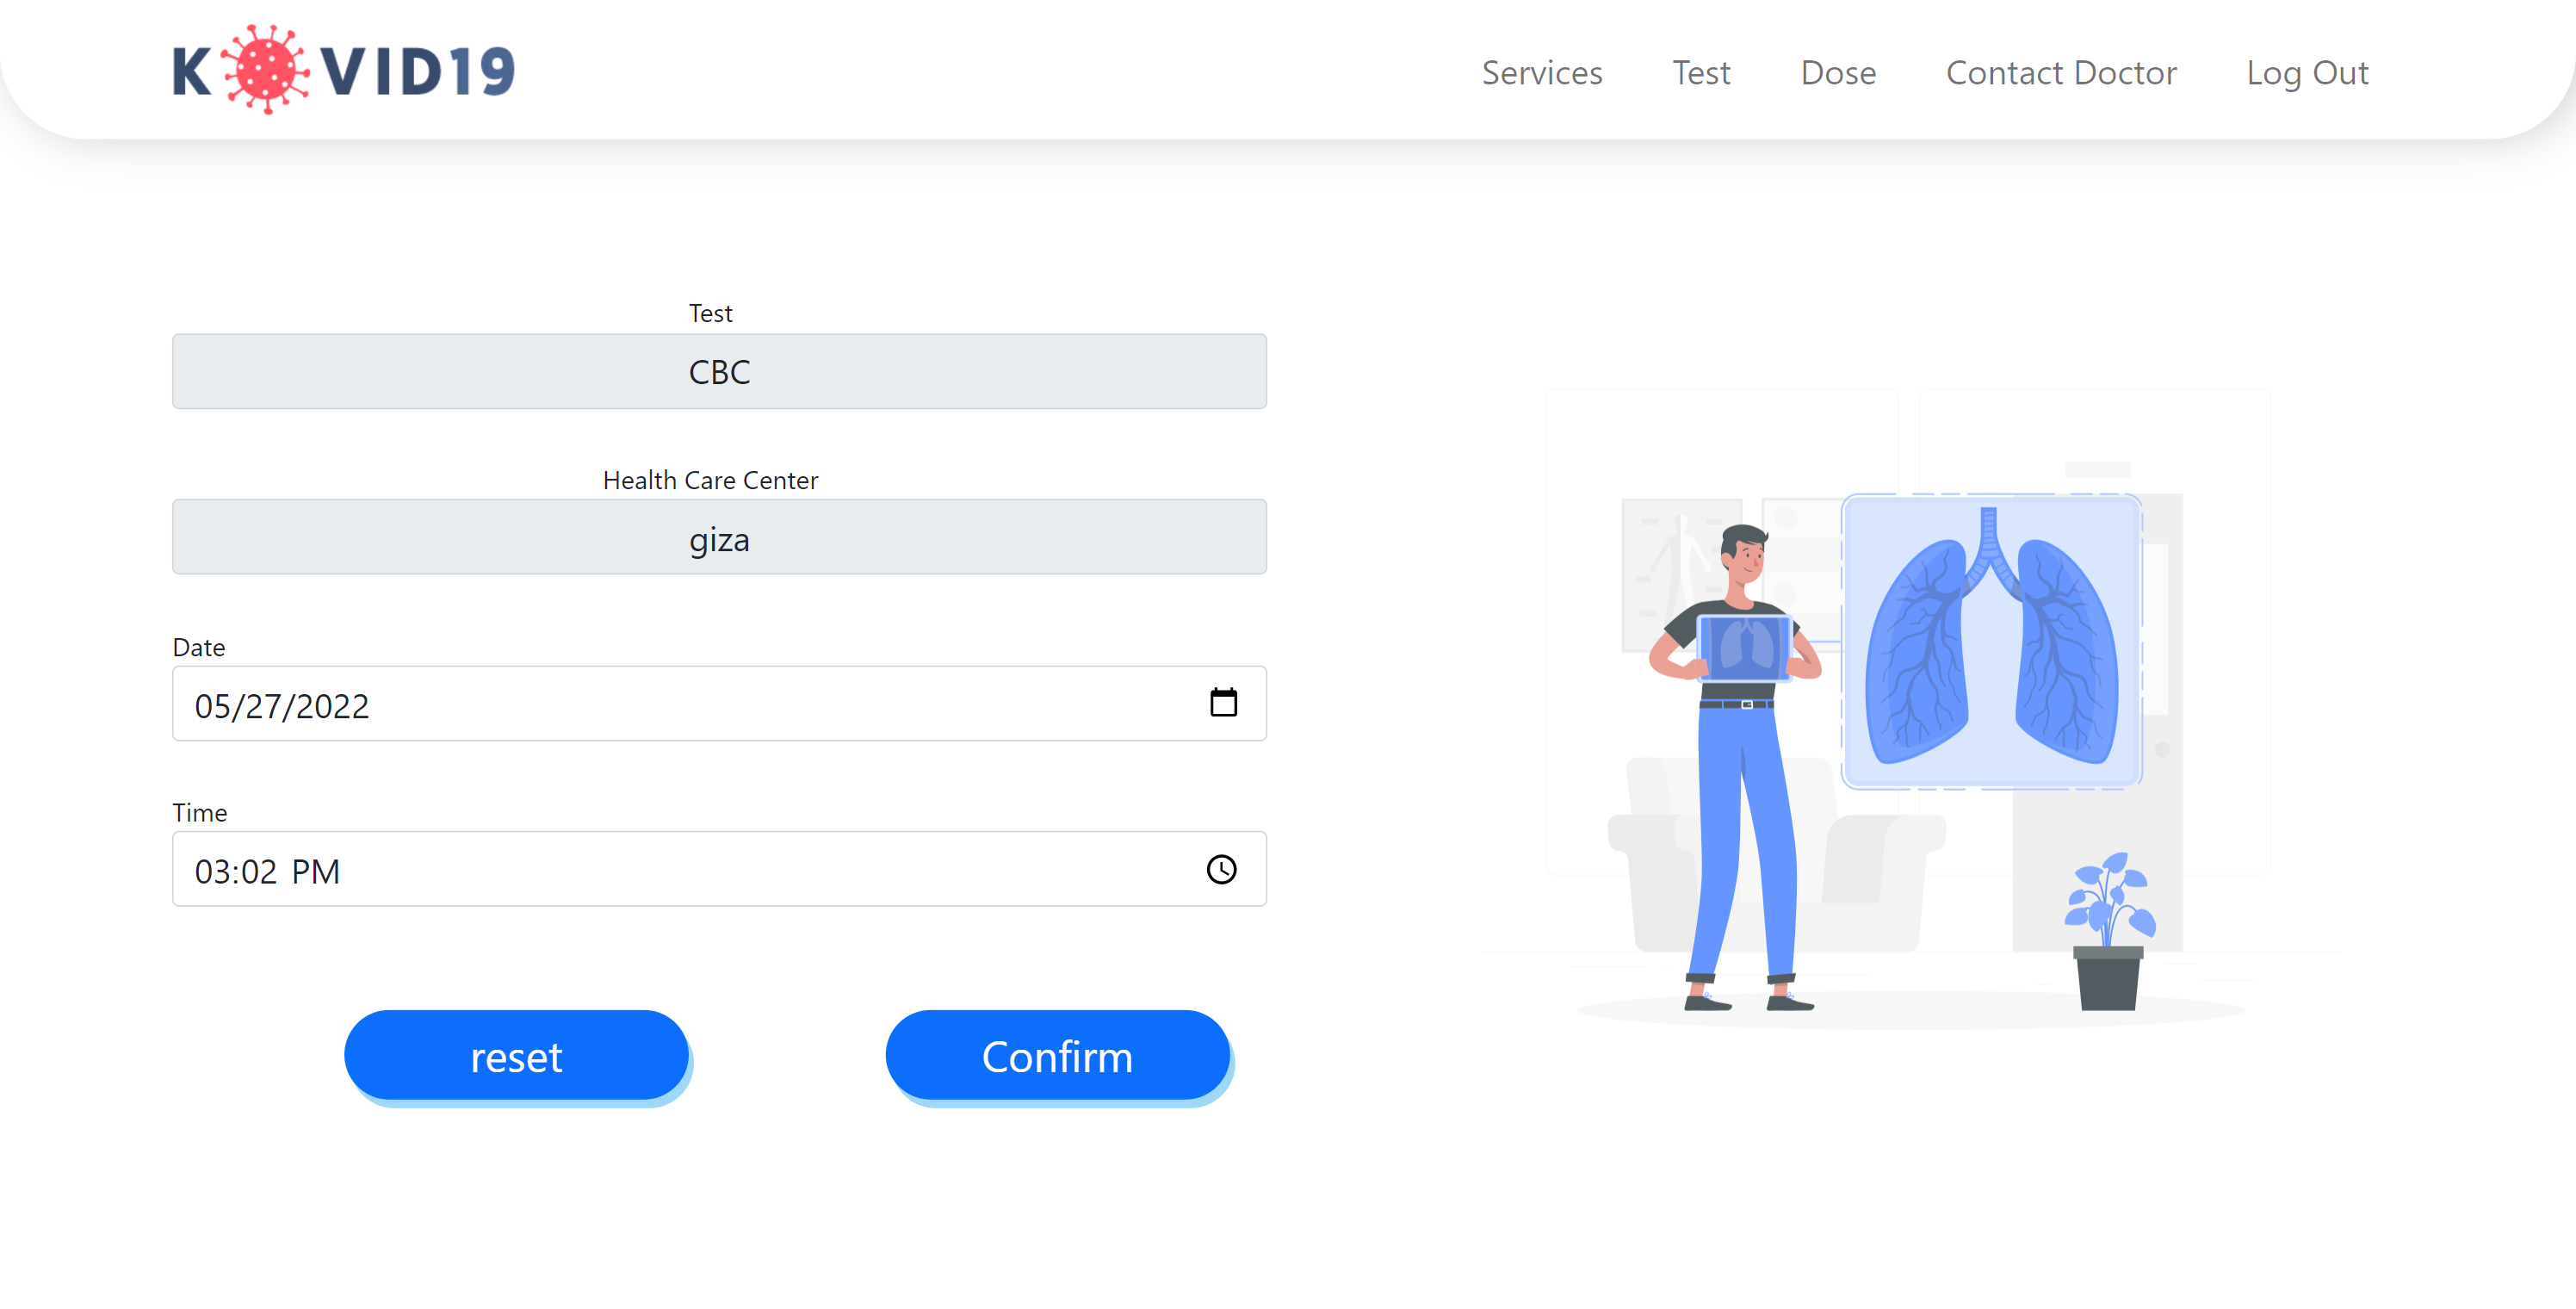 KOVID19
Services Test Dose Contact Doctor Log Out
Test
CBC
Health Care Center
giza
Date
05/27/2022
Time
03:02 PM
reset Confirm